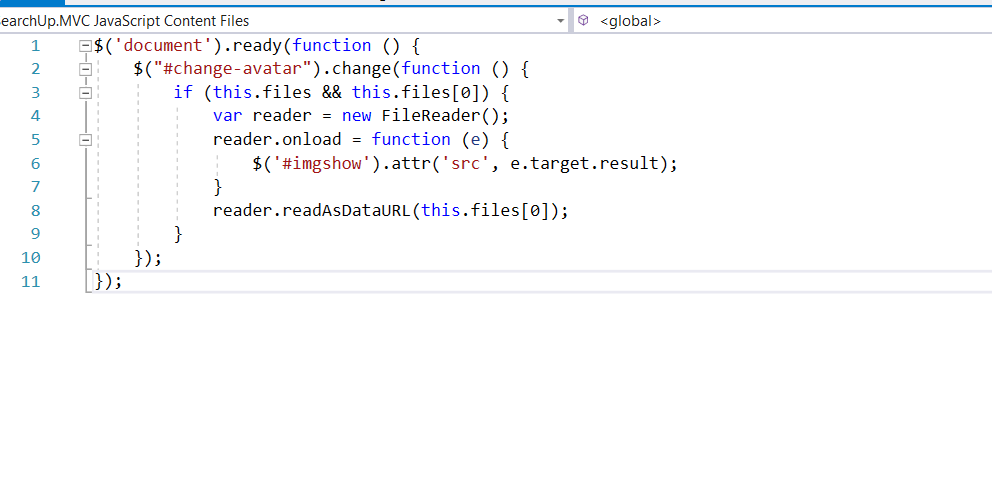 earchUp.MVC JavaScript Content Files
<global>
1 $('document').ready(function () {
2 $("#change-avatar").change(function () {
3 if (this.files && this.files[0]) {
4 var reader = new FileReader();
5 reader.onload = function (e) {
6 $('#imgshow').attr('src', e.target.result);
7 }
8 reader.readAsDataURL(this.files[0]);
9 }
10 });
11 });